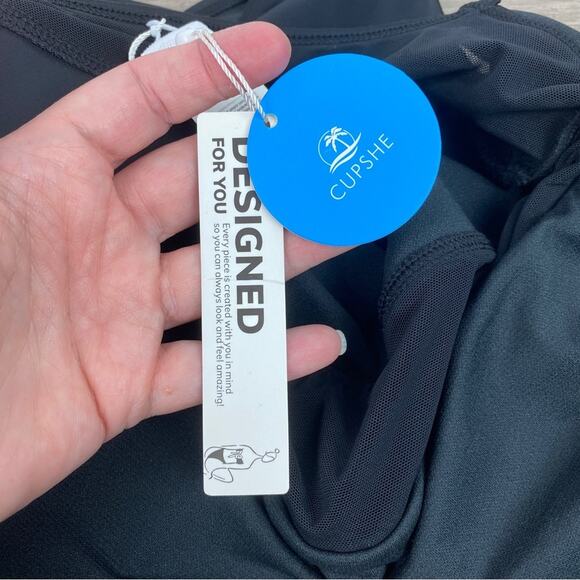 CUPSHE
DESIGNED
FOR YOU
Every piece is created with you in mind
so you can always look and feel amazing!